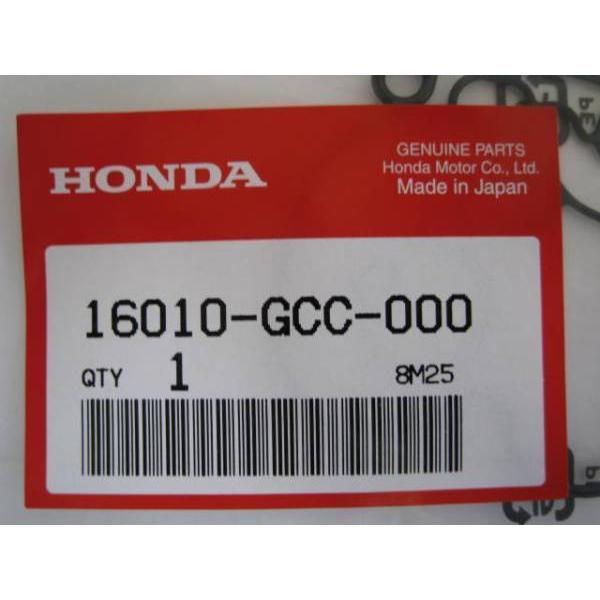 HONDA
GENUINE PARTS
Honda Motor Co., Ltd.
Made in Japan
16010-GCC-000
QTY 1 8M25